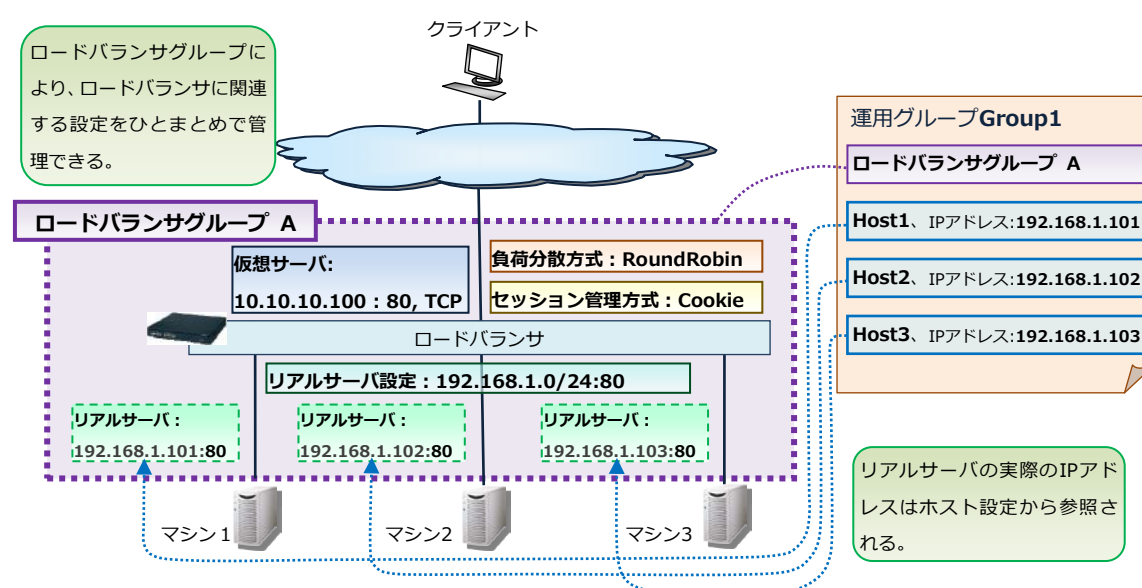 クライアント
ロードバランサグループに
より、ロードバランサに関連
する設定をひとまとめで管
理できる。
運用グループGroup1
ロードバランサグループ A
Host1、IPアドレス:192.168.1.101
Host2、IPアドレス:192.168.1.102
Host3、IPアドレス:192.168.1.103
ロードバランサグループ A
仮想サーバ:
10.10.10.100：80, TCP
負荷分散方式：RoundRobin
セッション管理方式：Cookie
ロードバランサ
リアルサーバ設定：192.168.1.0/24:80
リアルサーバ：
192.168.1.101:80
リアルサーバ：
192.168.1.102:80
リアルサーバ：
192.168.1.103:80
マシン1
マシン2
マシン3
リアルサーバの実際のIPアド
レスはホスト設定から参照さ
れる。